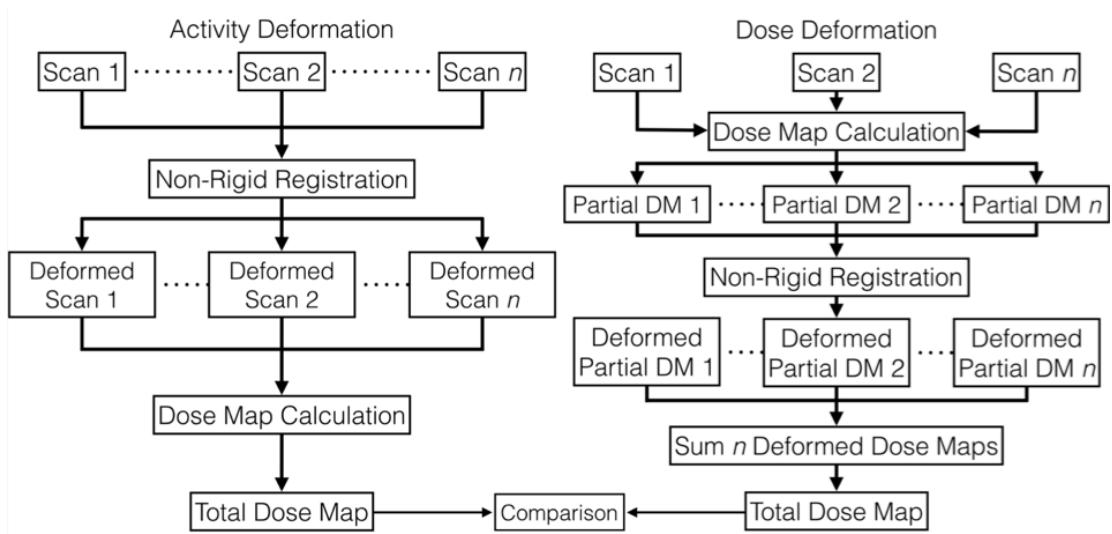 Activity Deformation
Scan 1
Scan 2
Scan n
Non-Rigid Registration
Deformed
Scan 1
Deformed
Scan 2
Deformed
Scan n
Dose Map Calculation
Total Dose Map
Comparison
Dose Deformation
Scan 1
Scan 2
Scan n
Dose Map Calculation
Partial DM 1
Partial DM 2
Partial DM n
Non-Rigid Registration
Deformed
Partial DM 1
Deformed
Partial DM 2
Deformed
Partial DM n
Sum n Deformed Dose Maps
Total Dose Map